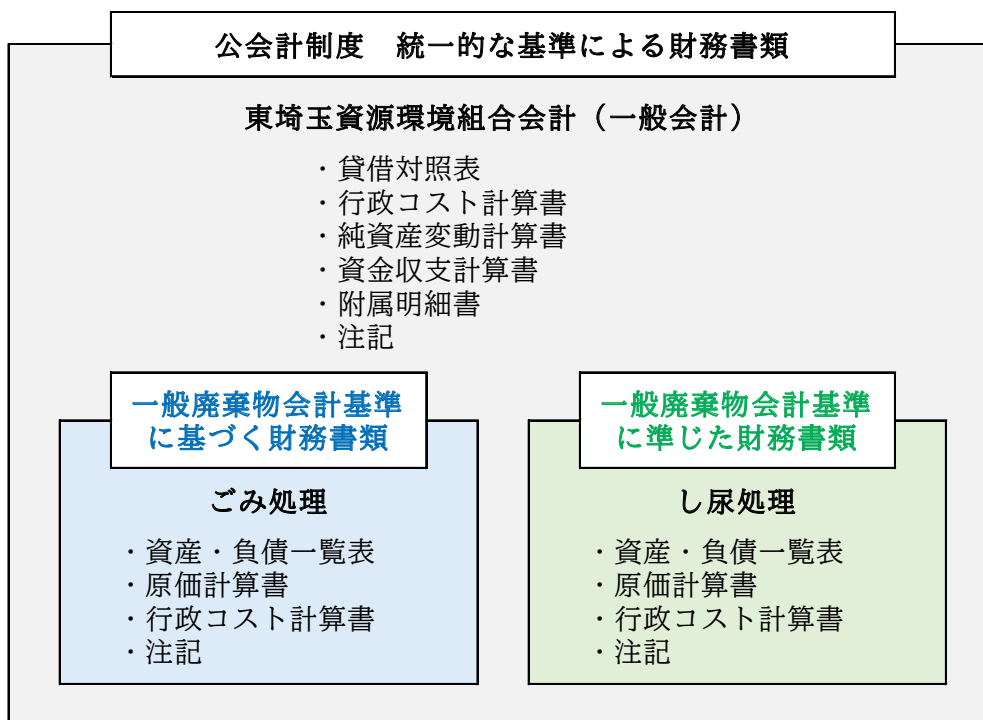 公会計制度　統一的な基準による財務書類
東埼玉資源環境組合会計（一般会計）
・貸借対照表
・行政コスト計算書
・純資産変動計算書
・資金収支計算書
・附属明細書
・注記
一般廃棄物会計基準
に基づく財務書類
ごみ処理
・資産・負債一覧表
・原価計算書
・行政コスト計算書
・注記
一般廃棄物会計基準
に準じた財務書類
し尿処理
・資産・負債一覧表
・原価計算書
・行政コスト計算書
・注記